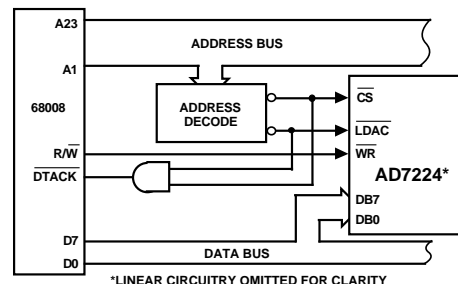 A23
ADDRESS BUS
A1
68008
ADDRESS
DECODE
CS
LDAC
R/W
WR
DTACK
AD7224*
DB7
DB0
D7
DATA BUS
D0
*LINEAR CIRCUITRY OMITTED FOR CLARITY